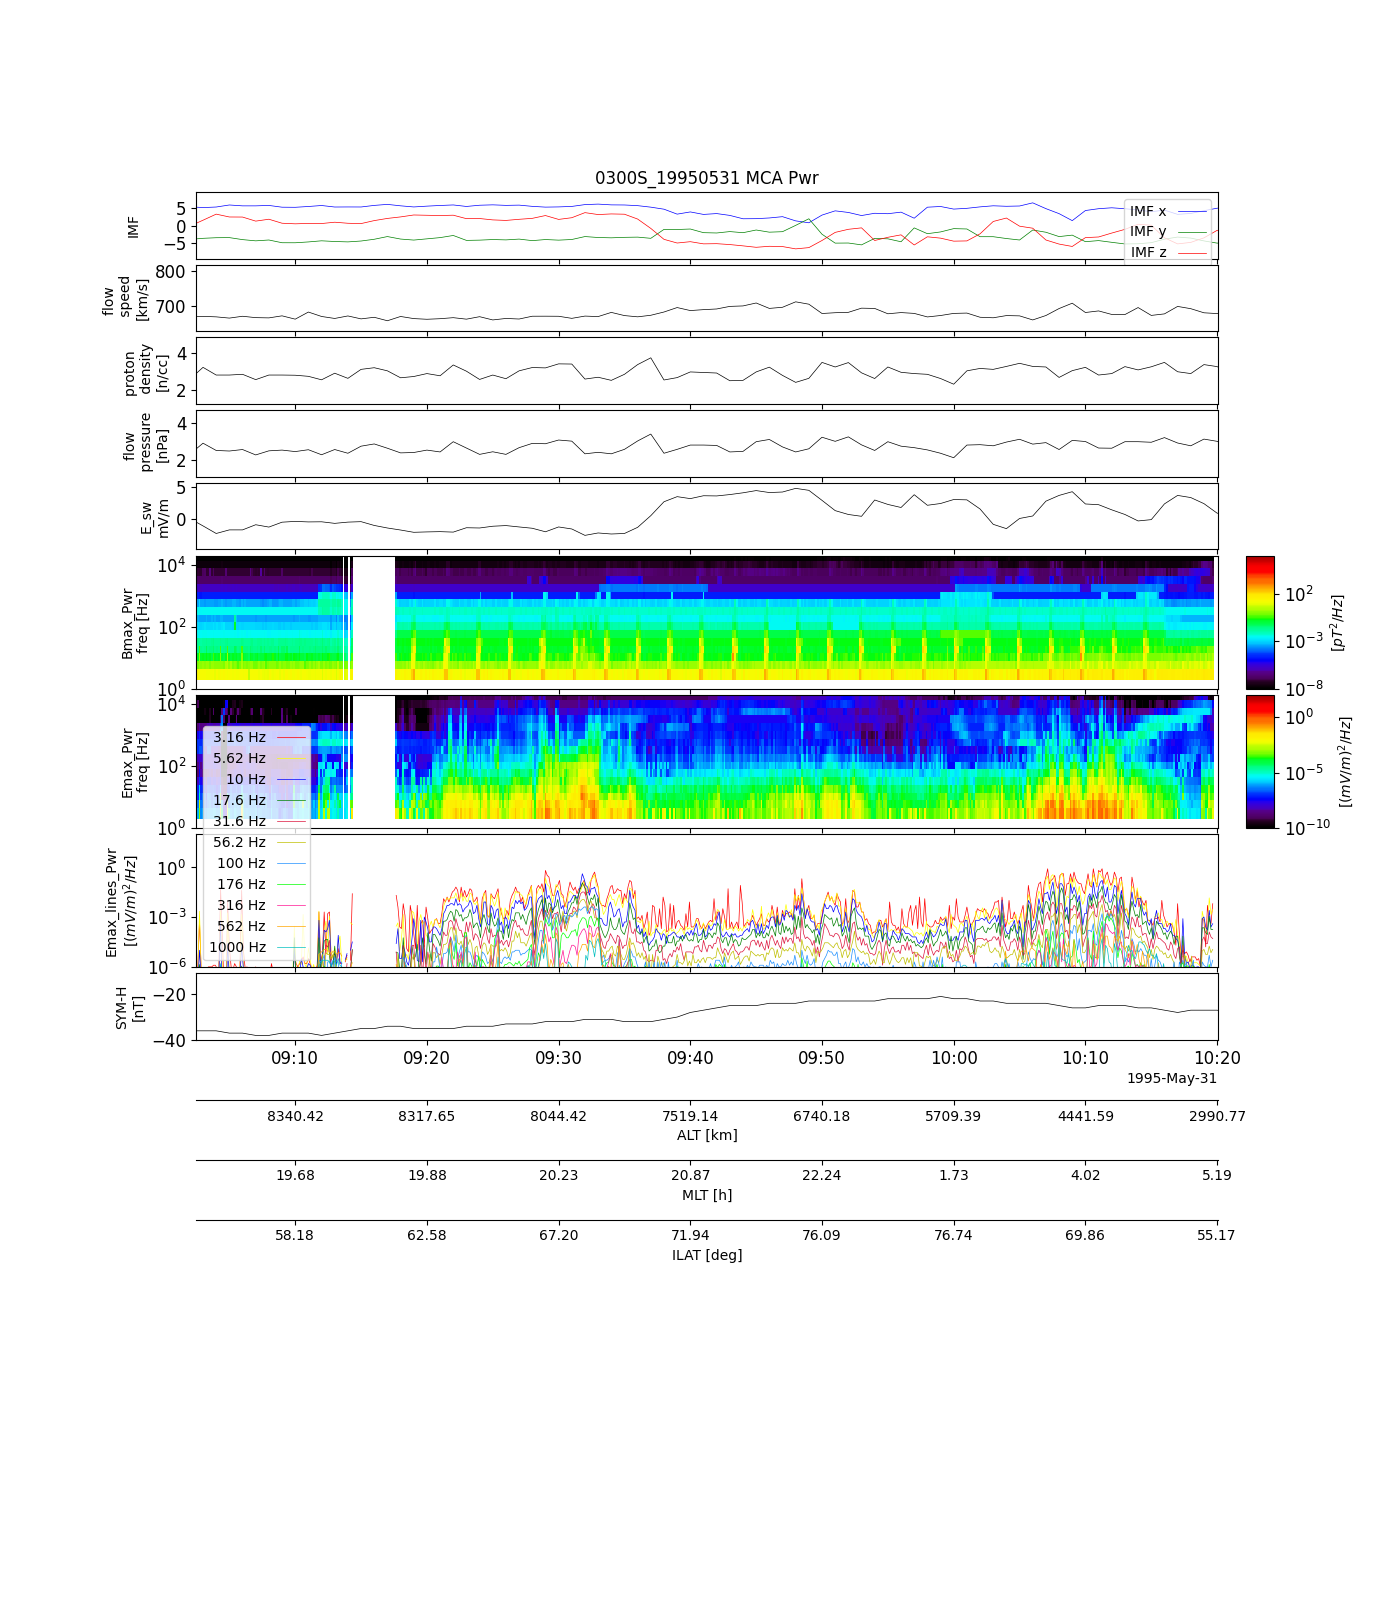 0300S_19950531 MCA Pwr
IMF
5
0
−5
IMF x
IMF y
IMF z
flow
speed
[km/s]
800
700
proton
density
[n/cc]
4
2
flow
pressure
[nPa]
4
2
E_sw
mV/m
5
0
Bmax_Pwr
freq [Hz]
10^4
10^2
10^0
10^2
10^−3
10^−8
[pT^2/Hz]
Emax_Pwr
freq [Hz]
10^4
10^2
10^0
10^0
10^−5
10^−10
[(mV/m)^2/Hz]
3.16 Hz
5.62 Hz
10 Hz
17.6 Hz
31.6 Hz
56.2 Hz
100 Hz
176 Hz
316 Hz
562 Hz
1000 Hz
Emax_lines_Pwr
[(mV/m)^2/Hz]
10^0
10^−3
10^−6
SYM-H
[nT]
−20
−40
09:10 09:20 09:30 09:40 09:50 10:00 10:10 10:20
1995-May-31
8340.42 8317.65 8044.42 7519.14 6740.18 5709.39 4441.59 2990.77
ALT [km]
19.68 19.88 20.23 20.87 22.24 1.73 4.02 5.19
MLT [h]
58.18 62.58 67.20 71.94 76.09 76.74 69.86 55.17
ILAT [deg]